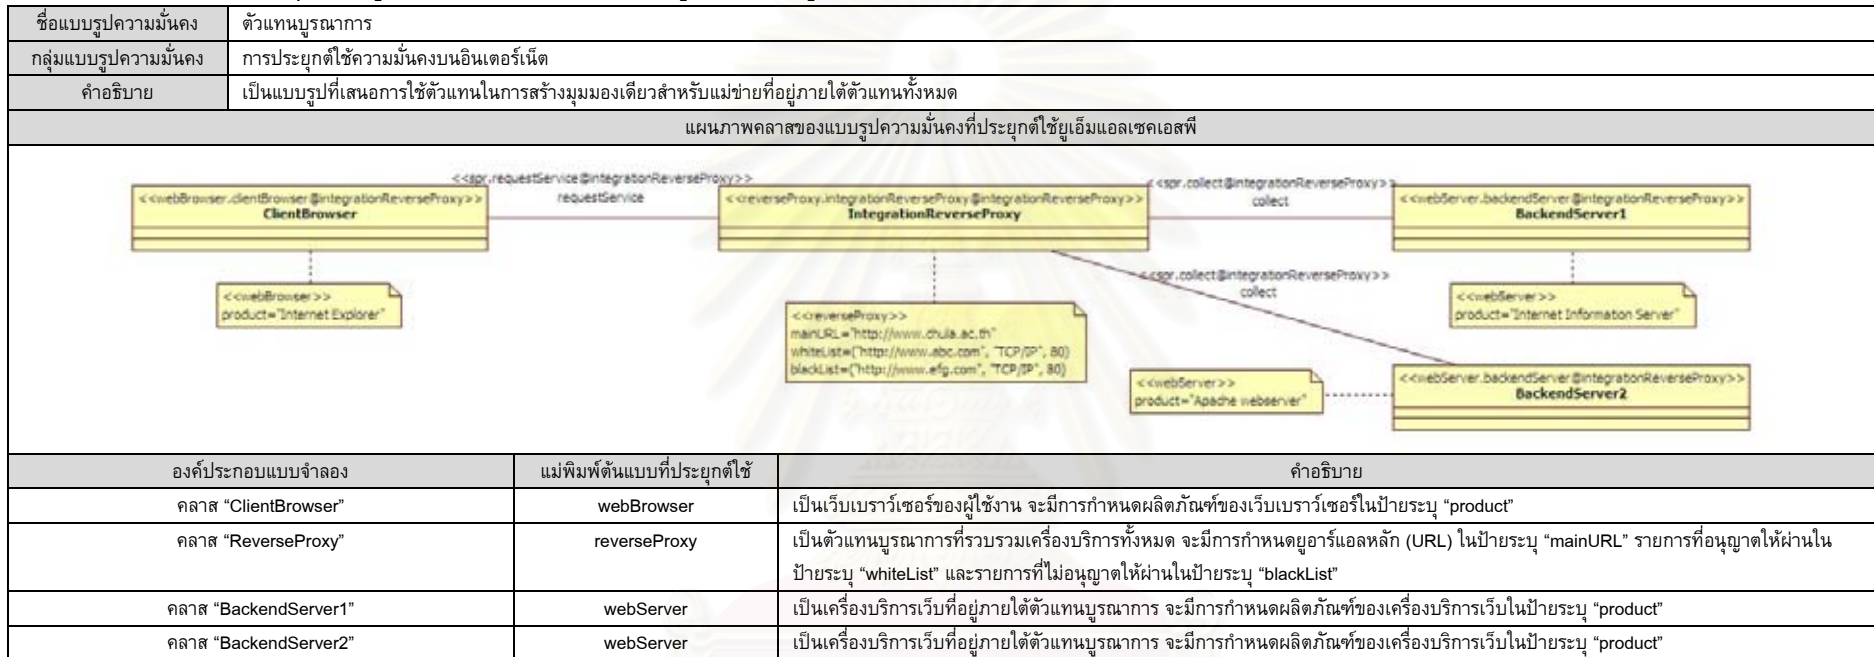 ชื่อแบบรูปความมั่นคง ตัวแทนบูรณาการ
กลุ่มแบบรูปความมั่นคง การประยุกต์ใช้ความมั่นคงบนอินเตอร์เน็ต
คำอธิบาย เป็นแบบรูปที่เสนอการใช้ตัวแทนในการสร้างมุมมองเดียวสำหรับแม่ข่ายที่อยู่ภายใต้ตัวแทนทั้งหมด
แผนภาพคลาสของแบบรูปความมั่นคงที่ประยุกต์ใช้ยูเอ็มแอลเซคเอสพี
<<spr.requestService@integrationReverseProxy>>
requestService
<<spr.collect@integrationReverseProxy>>
collect
<<webBrowser.clientBrowser@integrationReverseProxy>>
ClientBrowser
<<reverseProxy.integrationReverseProxy@integrationReverseProxy>>
IntegrationReverseProxy
<<webServer.backendServer@integrationReverseProxy>>
BackendServer1
<<spr.collect@integrationReverseProxy>>
collect
<<webBrowser>>
product="Internet Explorer"
<<reverseProxy>>
mainURL="http://www.chula.ac.th"
whiteList=("http://www.abc.com", "TCP/IP", 80)
blackList=("http://www.efg.com", "TCP/IP", 80)
<<webServer>>
product="Internet Information Server"
<<webServer>>
product="Apache webserver"
<<webServer.backendServer@integrationReverseProxy>>
BackendServer2
องค์ประกอบแบบจำลอง แม่พิมพ์ต้นแบบที่ประยุกต์ใช้ คำอธิบาย
คลาส “ClientBrowser” webBrowser เป็นเว็บเบราว์เซอร์ของผู้ใช้งาน จะมีการกำหนดผลิตภัณฑ์ของเว็บเบราว์เซอร์ในป้ายระบุ “product”
คลาส “ReverseProxy” reverseProxy เป็นตัวแทนบูรณาการที่รวบรวมเครื่องบริการทั้งหมด จะมีการกำหนดยูอาร์แอลหลัก (URL) ในป้ายระบุ “mainURL” รายการที่อนุญาตให้ผ่านใน
ป้ายระบุ “whiteList” และรายการที่ไม่อนุญาตให้ผ่านในป้ายระบุ “blackList”
คลาส “BackendServer1” webServer เป็นเครื่องบริการเว็บที่อยู่ภายใต้ตัวแทนบูรณาการ จะมีการกำหนดผลิตภัณฑ์ของเครื่องบริการเว็บในป้ายระบุ “product”
คลาส “BackendServer2” webServer เป็นเครื่องบริการเว็บที่อยู่ภายใต้ตัวแทนบูรณาการ จะมีการกำหนดผลิตภัณฑ์ของเครื่องบริการเว็บในป้ายระบุ “product”